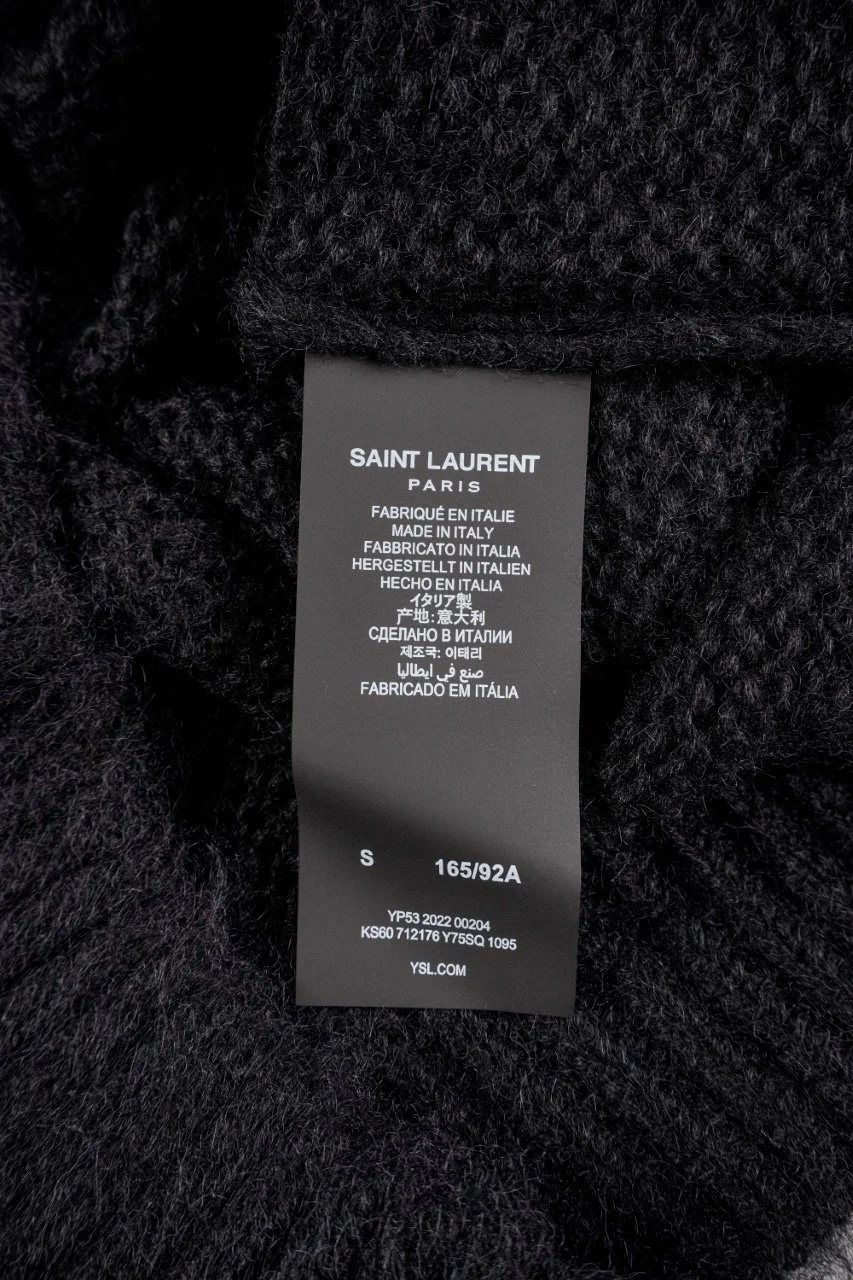 SAINT LAURENT
PARIS
FABRIQUÉ EN ITALIE
MADE IN ITALY
FABBRICATO IN ITALIA
HERGESTELLT IN ITALIEN
HECHO EN ITALIA
イタリア製
产地:意大利
СДЕЛАНО В ИТАЛИИ
제조국: 이태리
صنع في ايطاليا
FABRICADO EM ITÁLIA
S 165/92A
YP53 2022 00204
KS60 712176 Y75SQ 1095
YSL.COM